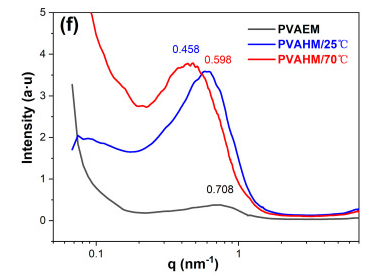 (f)
PVAEM
PVAHM/25℃
PVAHM/70℃
0.458
0.598
0.708
Intensity (a·u)
5
4
3
2
1
0
0.1
1
q (nm⁻¹)